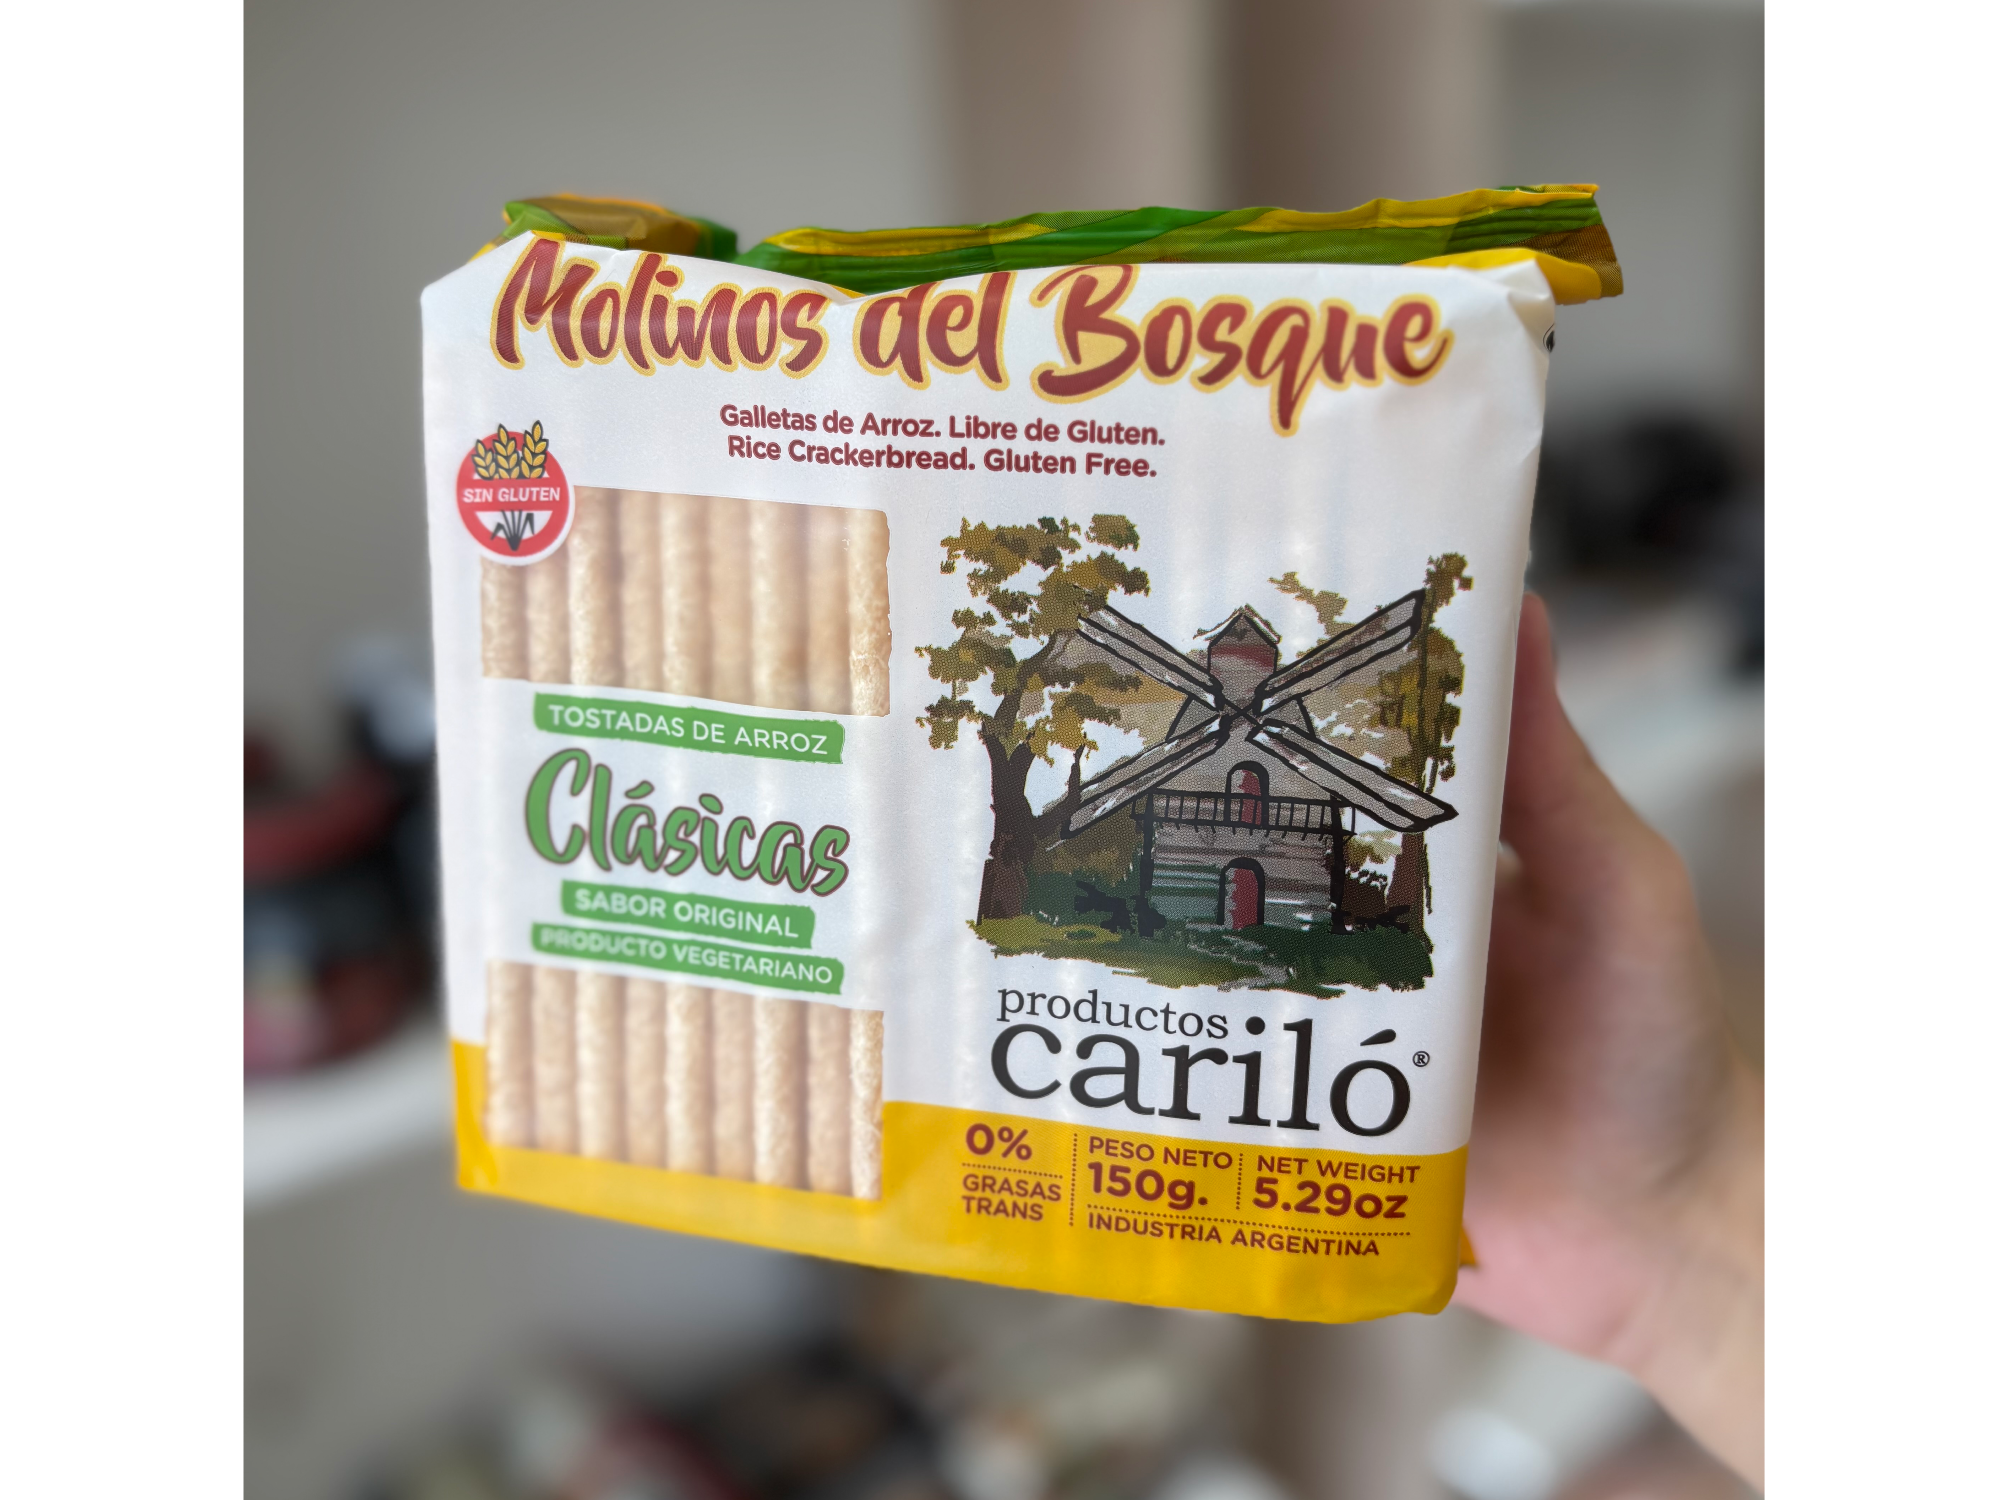 Molinos del Bosque
Galletas de Arroz. Libre de Gluten.
Rice Crackerbread. Gluten Free.
SIN GLUTEN
TOSTADAS DE ARROZ
Clásicas
SABOR ORIGINAL
PRODUCTO VEGETARIANO
productos
cariló®
0%
GRASAS
TRANS
PESO NETO
150g.
NET WEIGHT
5.29oz
INDUSTRIA ARGENTINA